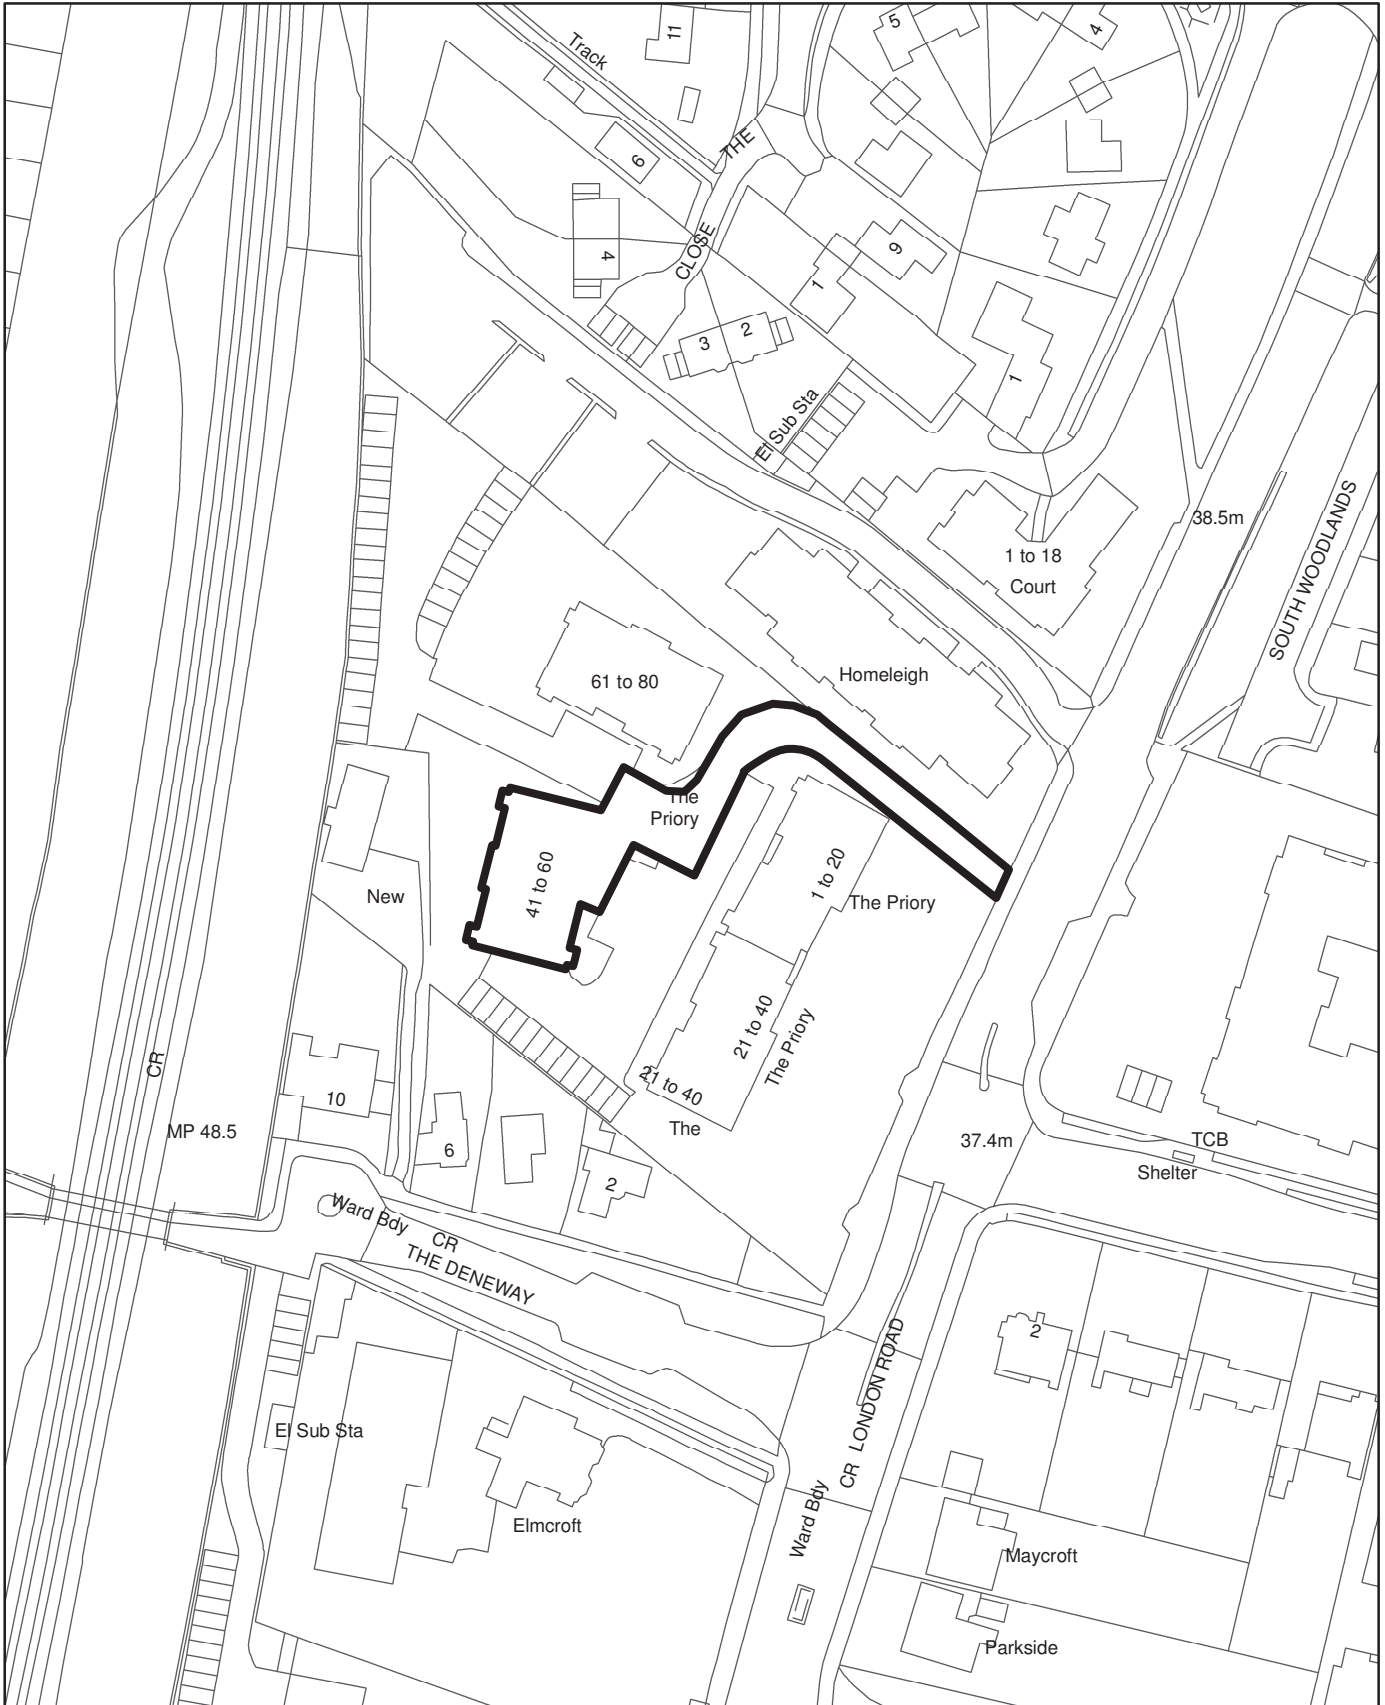 11
5
4
Track
THE
6
9
4
CLOSE
1
3
2
1
El Sub Sta
38.5m
SOUTH WOODLANDS
1 to 18
Court
61 to 80
Homeleigh
The
Priory
41 to 60
1 to 20
New
The Priory
21 to 40
The Priory
CR
21 to 40
10
The
MP 48.5
6
37.4m
TCB
Shelter
2
Ward Bdy
CR
THE DENEWAY
2
CR LONDON ROAD
El Sub Sta
Elmcroft
Ward Bdy
Maycroft
Parkside